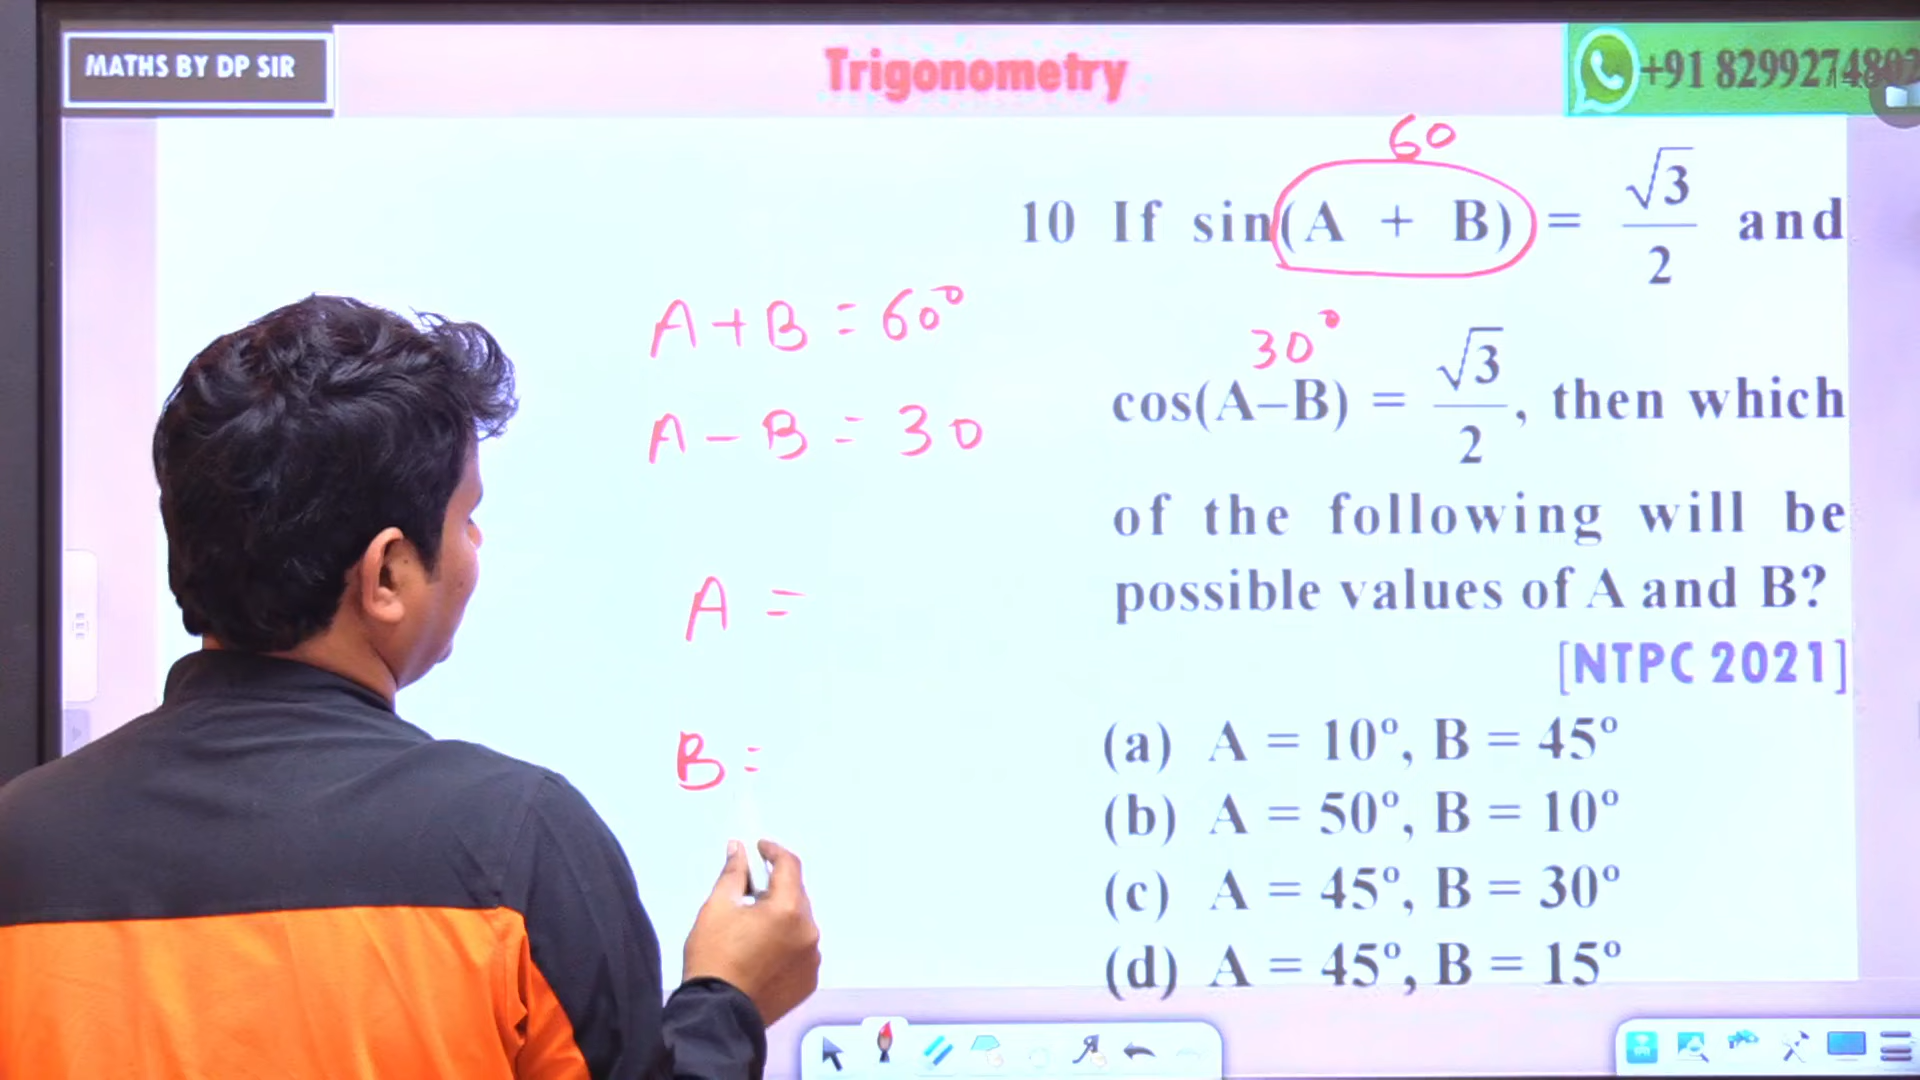 MATHS BY DP SIR
Trigonometry
60
10 If sin(A + B) = √3/2 and
A+B = 60°
30°
cos(A–B) = √3/2, then which
A - B = 30
of the following will be
A =
possible values of A and B?
[NTPC 2021]
B =
(a) A = 10°, B = 45°
(b) A = 50°, B = 10°
(c) A = 45°, B = 30°
(d) A = 45°, B = 15°